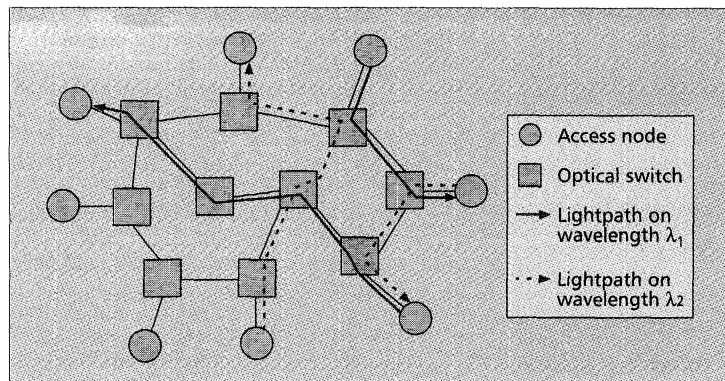 Access node
Optical switch
Lightpath on
wavelength λ1
Lightpath on
wavelength λ2